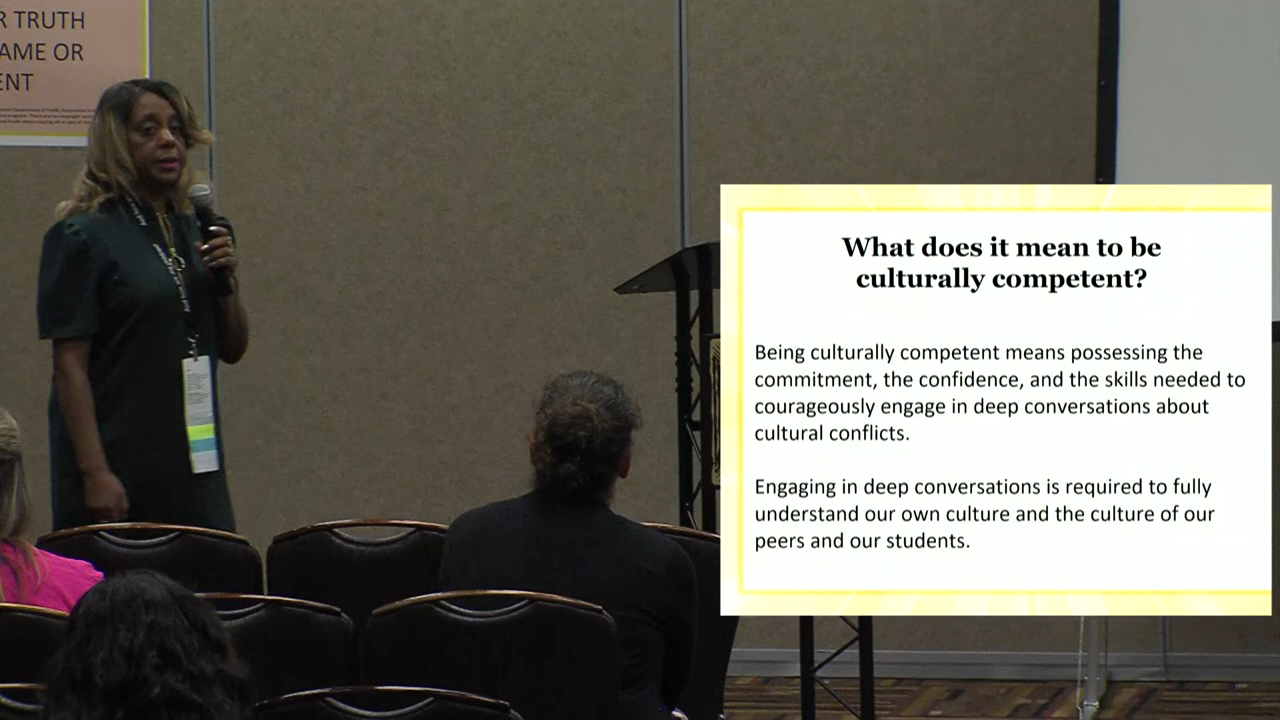 R TRUTH
AME OR
ENT
What does it mean to be
culturally competent?
Being culturally competent means possessing the
commitment, the confidence, and the skills needed to
courageously engage in deep conversations about
cultural conflicts.
Engaging in deep conversations is required to fully
understand our own culture and the culture of our
peers and our students.